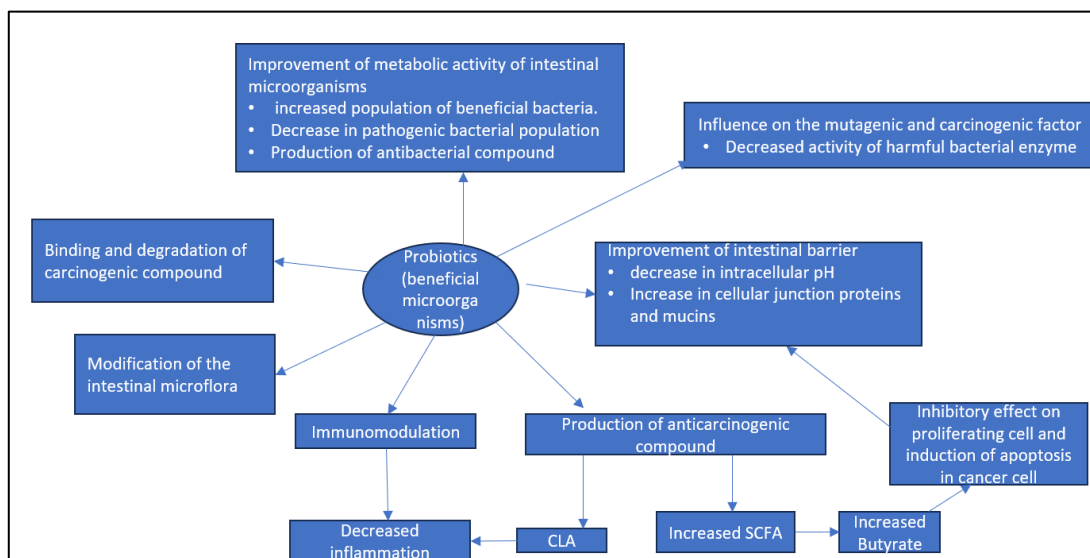 Improvement of metabolic activity of intestinal
microorganisms
• increased population of beneficial bacteria.
• Decrease in pathogenic bacterial population
• Production of antibacterial compound
Influence on the mutagenic and carcinogenic factor
• Decreased activity of harmful bacterial enzyme
Binding and degradation of
carcinogenic compound
Probiotics
(beneficial
microorga
nisms)
Improvement of intestinal barrier
• decrease in intracellular pH
• Increase in cellular junction proteins
and mucins
Modification of the
intestinal microflora
Immunomodulation
Production of anticarcinogenic
compound
Inhibitory effect on
proliferating cell and
induction of apoptosis
in cancer cell
Decreased
inflammation
CLA
Increased SCFA
Increased
Butyrate